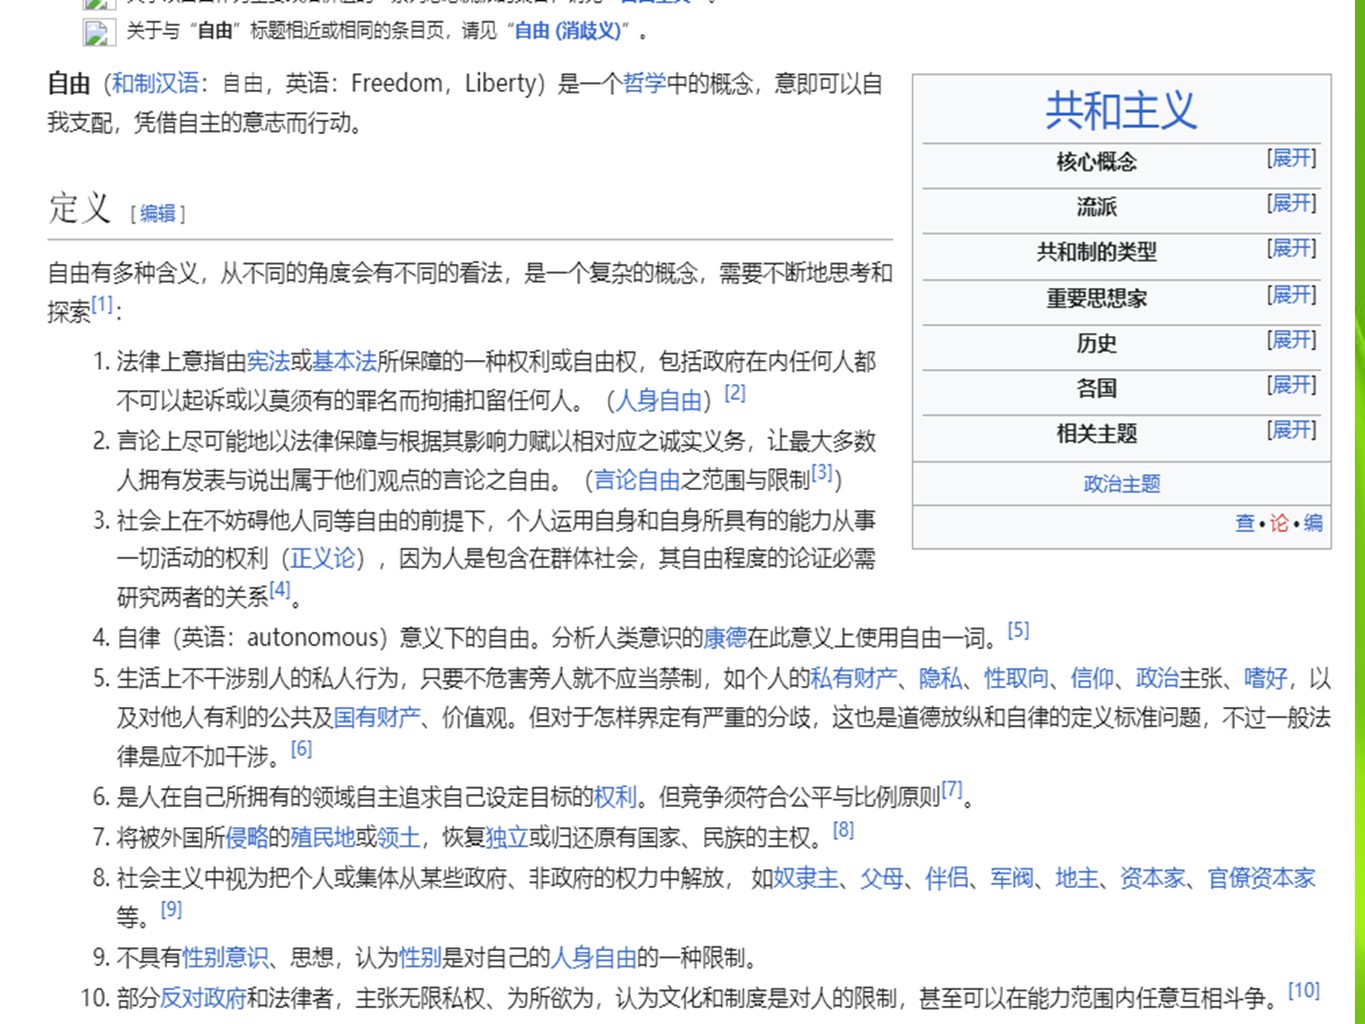 关于与“自由”标题相近或相同的条目页，请见“自由 (消歧义)”。
自由（和制汉语：自由，英语：Freedom，Liberty）是一个哲学中的概念，意即可以自
我支配，凭借自主的意志而行动。
定义 [编辑]
自由有多种含义，从不同的角度会有不同的看法，是一个复杂的概念，需要不断地思考和
探索[1]：
1. 法律上意指由宪法或基本法所保障的一种权利或自由权，包括政府在内任何人都
不可以起诉或以莫须有的罪名而拘捕扣留任何人。（人身自由）[2]
2. 言论上尽可能地以法律保障与根据其影响力赋以相对应之诚实义务，让最大多数
人拥有发表与说出属于他们观点的言论之自由。（言论自由之范围与限制[3]）
3. 社会上在不妨碍他人同等自由的前提下，个人运用自身和自身所具有的能力从事
一切活动的权利（正义论），因为人是包含在群体社会，其自由程度的论证必需
研究两者的关系[4]。
4. 自律（英语：autonomous）意义下的自由。分析人类意识的康德在此意义上使用自由一词。[5]
5. 生活上不干涉别人的私人行为，只要不危害旁人就不应当禁制，如个人的私有财产、隐私、性取向、信仰、政治主张、嗜好，以
及对他人有利的公共及国有财产、价值观。但对于怎样界定有严重的分歧，这也是道德放纵和自律的定义标准问题，不过一般法
律是应不加干涉。[6]
6. 是人在自己所拥有的领域自主追求自己设定目标的权利。但竞争须符合公平与比例原则[7]。
7. 将被外国所侵略的殖民地或领土，恢复独立或归还原有国家、民族的主权。[8]
8. 社会主义中视为把个人或集体从某些政府、非政府的权力中解放， 如奴隶主、父母、伴侣、军阀、地主、资本家、官僚资本家
等。[9]
9. 不具有性别意识、思想，认为性别是对自己的人身自由的一种限制。
10. 部分反对政府和法律者，主张无限私权、为所欲为，认为文化和制度是对人的限制，甚至可以在能力范围内任意互相斗争。[10]
共和主义
核心概念 [展开]
流派 [展开]
共和制的类型 [展开]
重要思想家 [展开]
历史 [展开]
各国 [展开]
相关主题 [展开]
政治主题
查•论•编